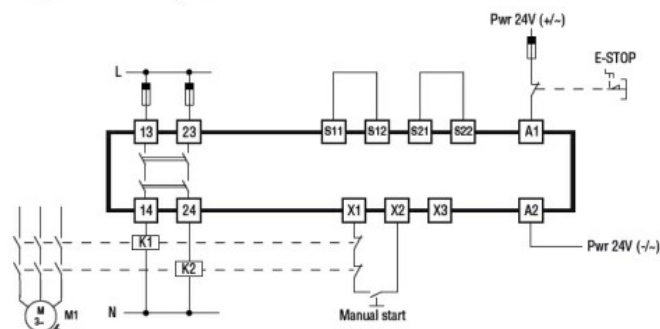 Pwr 24V (+/~)
E-STOP
L
13 23 S11 S12 S21 S22 A1
14 24 X1 X2 X3 A2
K1
Pwr 24V (-/~)
K2
M
3~
M1
N
Manual start